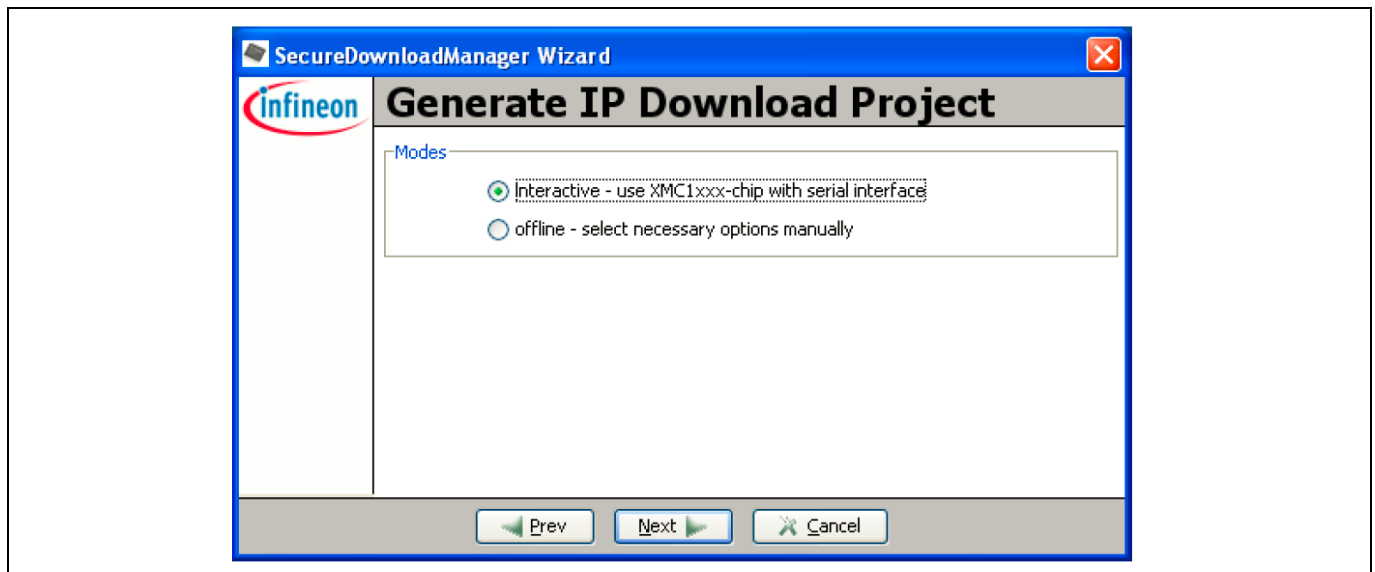 SecureDownloadManager Wizard
infineon
Generate IP Download Project
Modes
Interactive - use XMC1xxx-chip with serial interface
offline - select necessary options manually
Prev
Next
Cancel